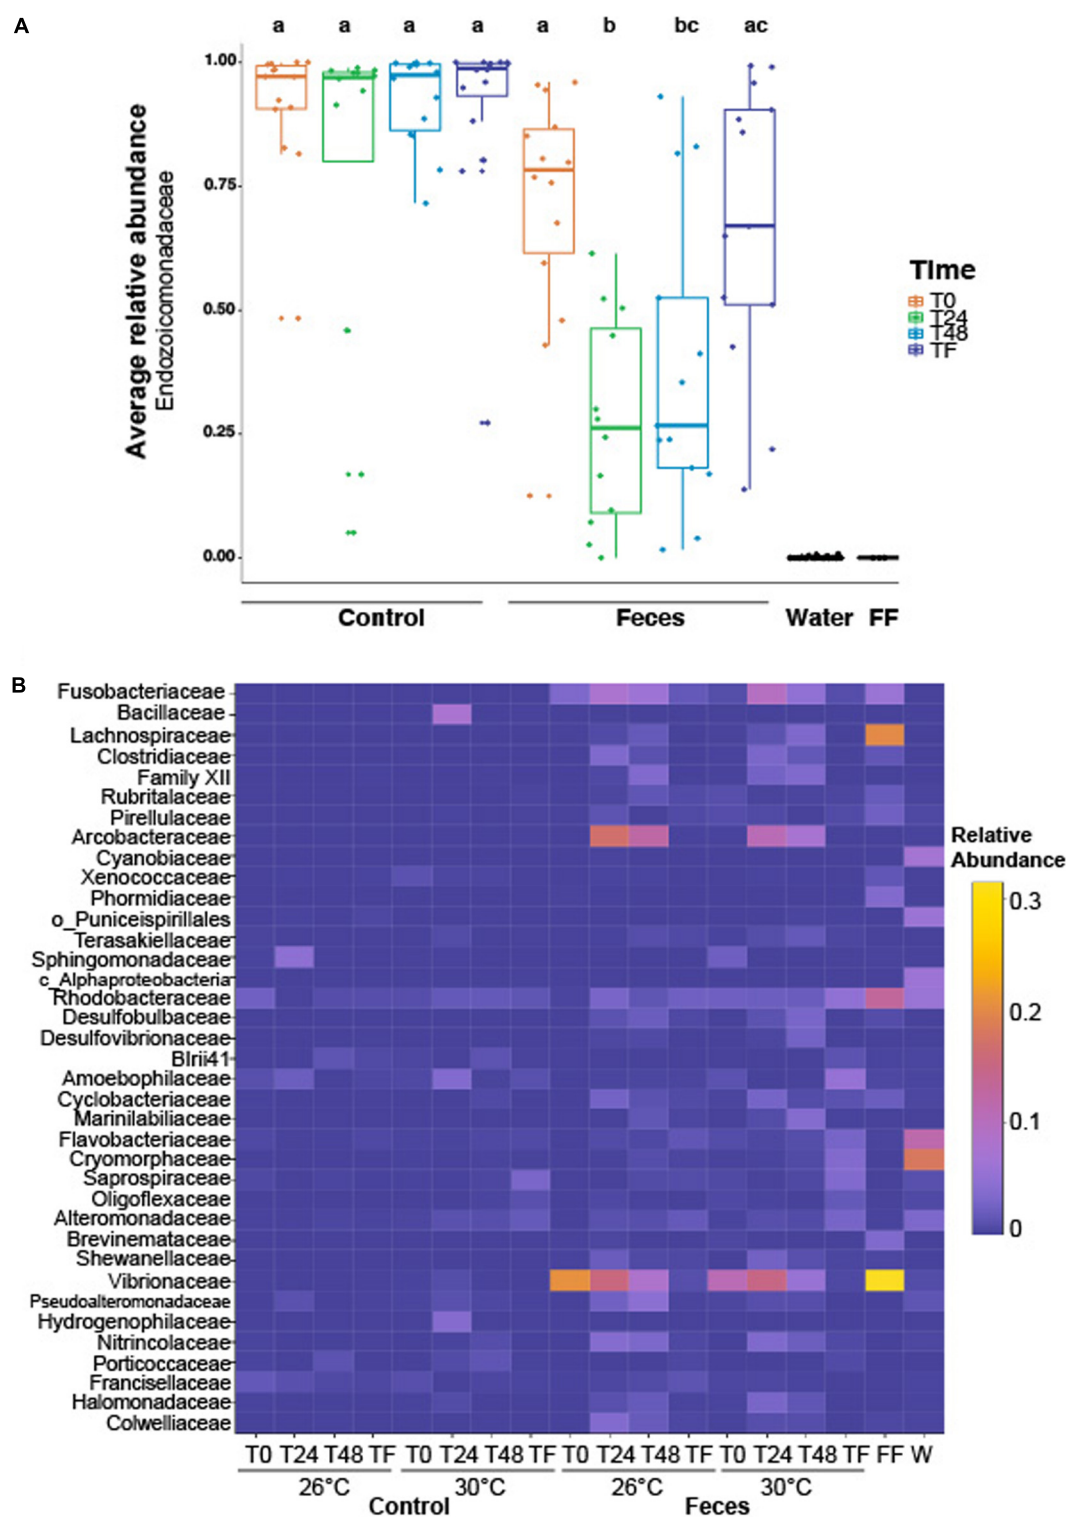 A
a a a a a b bc ac
1.00
0.75
0.50
0.25
0.00
Average relative abundance
Endozoicomonadaceae
Time
T0
T24
T48
TF
Control Feces Water FF
B
Fusobacteriaceae
Bacillaceae
Lachnospiraceae
Clostridiaceae
Family XII
Rubritalaceae
Pirellulaceae
Arcobacteraceae
Cyanobiaceae
Xenococcaceae
Phormidiaceae
o_Puniceispirillales
Terasakiellaceae
Sphingomonadaceae
c_Alphaproteobacteria
Rhodobacteraceae
Desulfobulbaceae
Desulfovibrionaceae
Blrii41
Amoebophilaceae
Cyclobacteriaceae
Marinilabiliaceae
Flavobacteriaceae
Cryomorphaceae
Saprospiraceae
Oligoflexaceae
Alteromonadaceae
Brevinemataceae
Shewanellaceae
Vibrionaceae
Pseudoalteromonadaceae
Hydrogenophilaceae
Nitrincolaceae
Porticoccaceae
Francisellaceae
Halomonadaceae
Colwelliaceae
Relative
Abundance
0.3
0.2
0.1
0
T0 T24 T48 TF T0 T24 T48 TF T0 T24 T48 TF T0 T24 T48 TF FF W
26°C 30°C 26°C 30°C
Control Feces